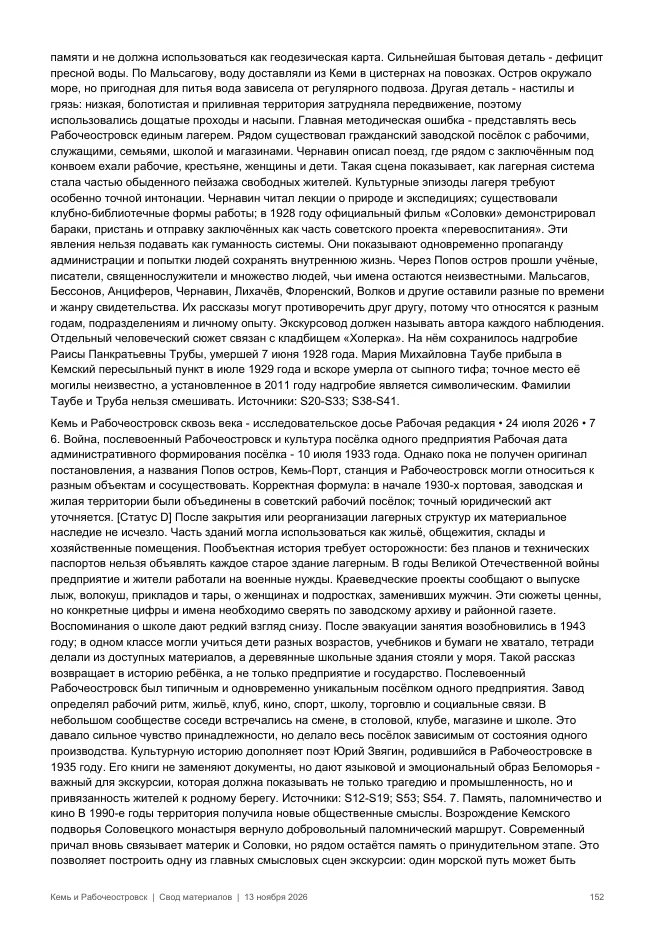 памяти и не должна использоваться как геодезическая карта. Сильнейшая бытовая деталь - дефицит
пресной воды. По Мальсагову, воду доставляли из Кеми в цистернах на повозках. Остров окружало
море, но пригодная для питья вода зависела от регулярного подвоза. Другая деталь - настилы и
грязь: низкая, болотистая и приливная территория затрудняла передвижение, поэтому
использовались дощатые проходы и насыпи. Главная методическая ошибка - представлять весь
Рабочеостровск единым лагерем. Рядом существовал гражданский заводской посёлок с рабочими,
служащими, семьями, школой и магазинами. Чернавин описал поезд, где рядом с заключённым под
конвоем ехали рабочие, крестьяне, женщины и дети. Такая сцена показывает, как лагерная система
стала частью обыденного пейзажа свободных жителей. Культурные эпизоды лагеря требуют
особенно точной интонации. Чернавин читал лекции о природе и экспедициях; существовали
клубно-библиотечные формы работы; в 1928 году официальный фильм «Соловки» демонстрировал
бараки, пристань и отправку заключённых как часть советского проекта «перевоспитания». Эти
явления нельзя подавать как гуманность системы. Они показывают одновременно пропаганду
администрации и попытки людей сохранять внутреннюю жизнь. Через Попов остров прошли учёные,
писатели, священнослужители и множество людей, чьи имена остаются неизвестными. Мальсагов,
Бессонов, Анциферов, Чернавин, Лихачёв, Флоренский, Волков и другие оставили разные по времени
и жанру свидетельства. Их рассказы могут противоречить друг другу, потому что относятся к разным
годам, подразделениям и личному опыту. Экскурсовод должен называть автора каждого наблюдения.
Отдельный человеческий сюжет связан с кладбищем «Холерка». На нём сохранилось надгробие
Раисы Панкратьевны Трубы, умершей 7 июня 1928 года. Мария Михайловна Таубе прибыла в
Кемский пересыльный пункт в июле 1929 года и вскоре умерла от сыпного тифа; точное место её
могилы неизвестно, а установленное в 2011 году надгробие является символическим. Фамилии
Таубе и Труба нельзя смешивать. Источники: S20-S33; S38-S41.
Кемь и Рабочеостровск сквозь века - исследовательское досье Рабочая редакция • 24 июля 2026 • 7
6. Война, послевоенный Рабочеостровск и культура посёлка одного предприятия Рабочая дата
административного формирования посёлка - 10 июля 1933 года. Однако пока не получен оригинал
постановления, а названия Попов остров, Кемь-Порт, станция и Рабочеостровск могли относиться к
разным объектам и сосуществовать. Корректная формула: в начале 1930-х портовая, заводская и
жилая территории были объединены в советский рабочий посёлок; точный юридический акт
уточняется. [Статус D] После закрытия или реорганизации лагерных структур их материальное
наследие не исчезло. Часть зданий могла использоваться как жильё, общежития, склады и
хозяйственные помещения. Пообъектная история требует осторожности: без планов и технических
паспортов нельзя объявлять каждое старое здание лагерным. В годы Великой Отечественной войны
предприятие и жители работали на военные нужды. Краеведческие проекты сообщают о выпуске
лыж, волокуш, прикладов и тары, о женщинах и подростках, заменивших мужчин. Эти сюжеты ценны,
но конкретные цифры и имена необходимо сверять по заводскому архиву и районной газете.
Воспоминания о школе дают редкий взгляд снизу. После эвакуации занятия возобновились в 1943
году; в одном классе могли учиться дети разных возрастов, учебников и бумаги не хватало, тетради
делали из доступных материалов, а деревянные школьные здания стояли у моря. Такой рассказ
возвращает в историю ребёнка, а не только предприятие и государство. Послевоенный
Рабочеостровск был типичным и одновременно уникальным посёлком одного предприятия. Завод
определял рабочий ритм, жильё, клуб, кино, спорт, школу, торговлю и социальные связи. В
небольшом сообществе соседи встречались на смене, в столовой, клубе, магазине и школе. Это
давало сильное чувство принадлежности, но делало весь посёлок зависимым от состояния одного
производства. Культурную историю дополняет поэт Юрий Звягин, родившийся в Рабочеостровске в
1935 году. Его книги не заменяют документы, но дают языковой и эмоциональный образ Беломорья -
важный для экскурсии, которая должна показывать не только трагедию и промышленность, но и
привязанность жителей к родному берегу. Источники: S12-S19; S53; S54. 7. Память, паломничество и
кино В 1990-е годы территория получила новые общественные смыслы. Возрождение Кемского
подворья Соловецкого монастыря вернуло добровольный паломнический маршрут. Современный
причал вновь связывает материк и Соловки, но рядом остаётся память о принудительном этапе. Это
позволяет построить одну из главных смысловых сцен экскурсии: один морской путь может быть
Кемь и Рабочеостровск | Свод материалов | 13 ноября 2026
152